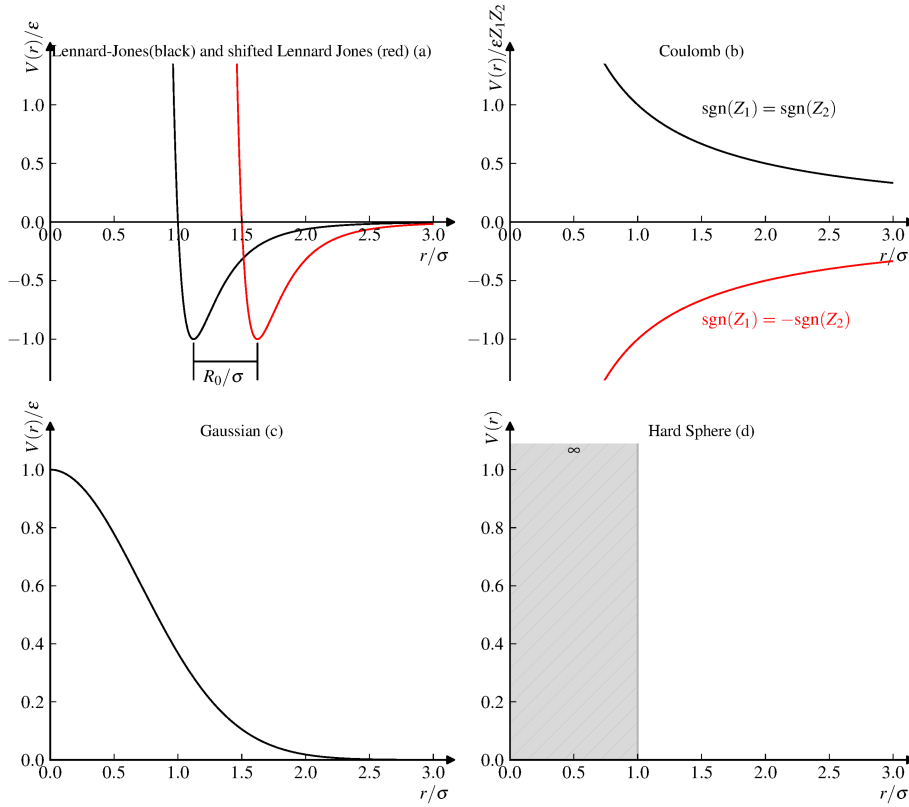 V(r)/ε
Lennard-Jones(black) and shifted Lennard Jones (red) (a)
1.0
0.5
0.0
−0.5
−1.0
0.0 0.5 1.0 1.5 2.0 2.5 3.0
r/σ
R₀/σ
V(r)/εZ₁Z₂
Coulomb (b)
1.0
0.5
0.0
−0.5
−1.0
0.0 0.5 1.0 1.5 2.0 2.5 3.0
r/σ
sgn(Z₁) = sgn(Z₂)
sgn(Z₁) = −sgn(Z₂)
V(r)/ε
Gaussian (c)
1.0
0.8
0.6
0.4
0.2
0.0
0.0 0.5 1.0 1.5 2.0 2.5 3.0
r/σ
V(r)
Hard Sphere (d)
∞
1.0
0.8
0.6
0.4
0.2
0.0
0.0 0.5 1.0 1.5 2.0 2.5 3.0
r/σ